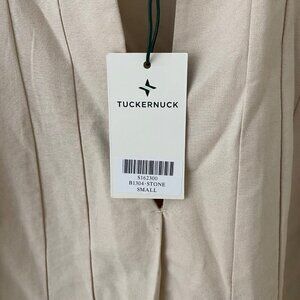 TUCKERNUCK
S162300
B1304-STONE
SMALL